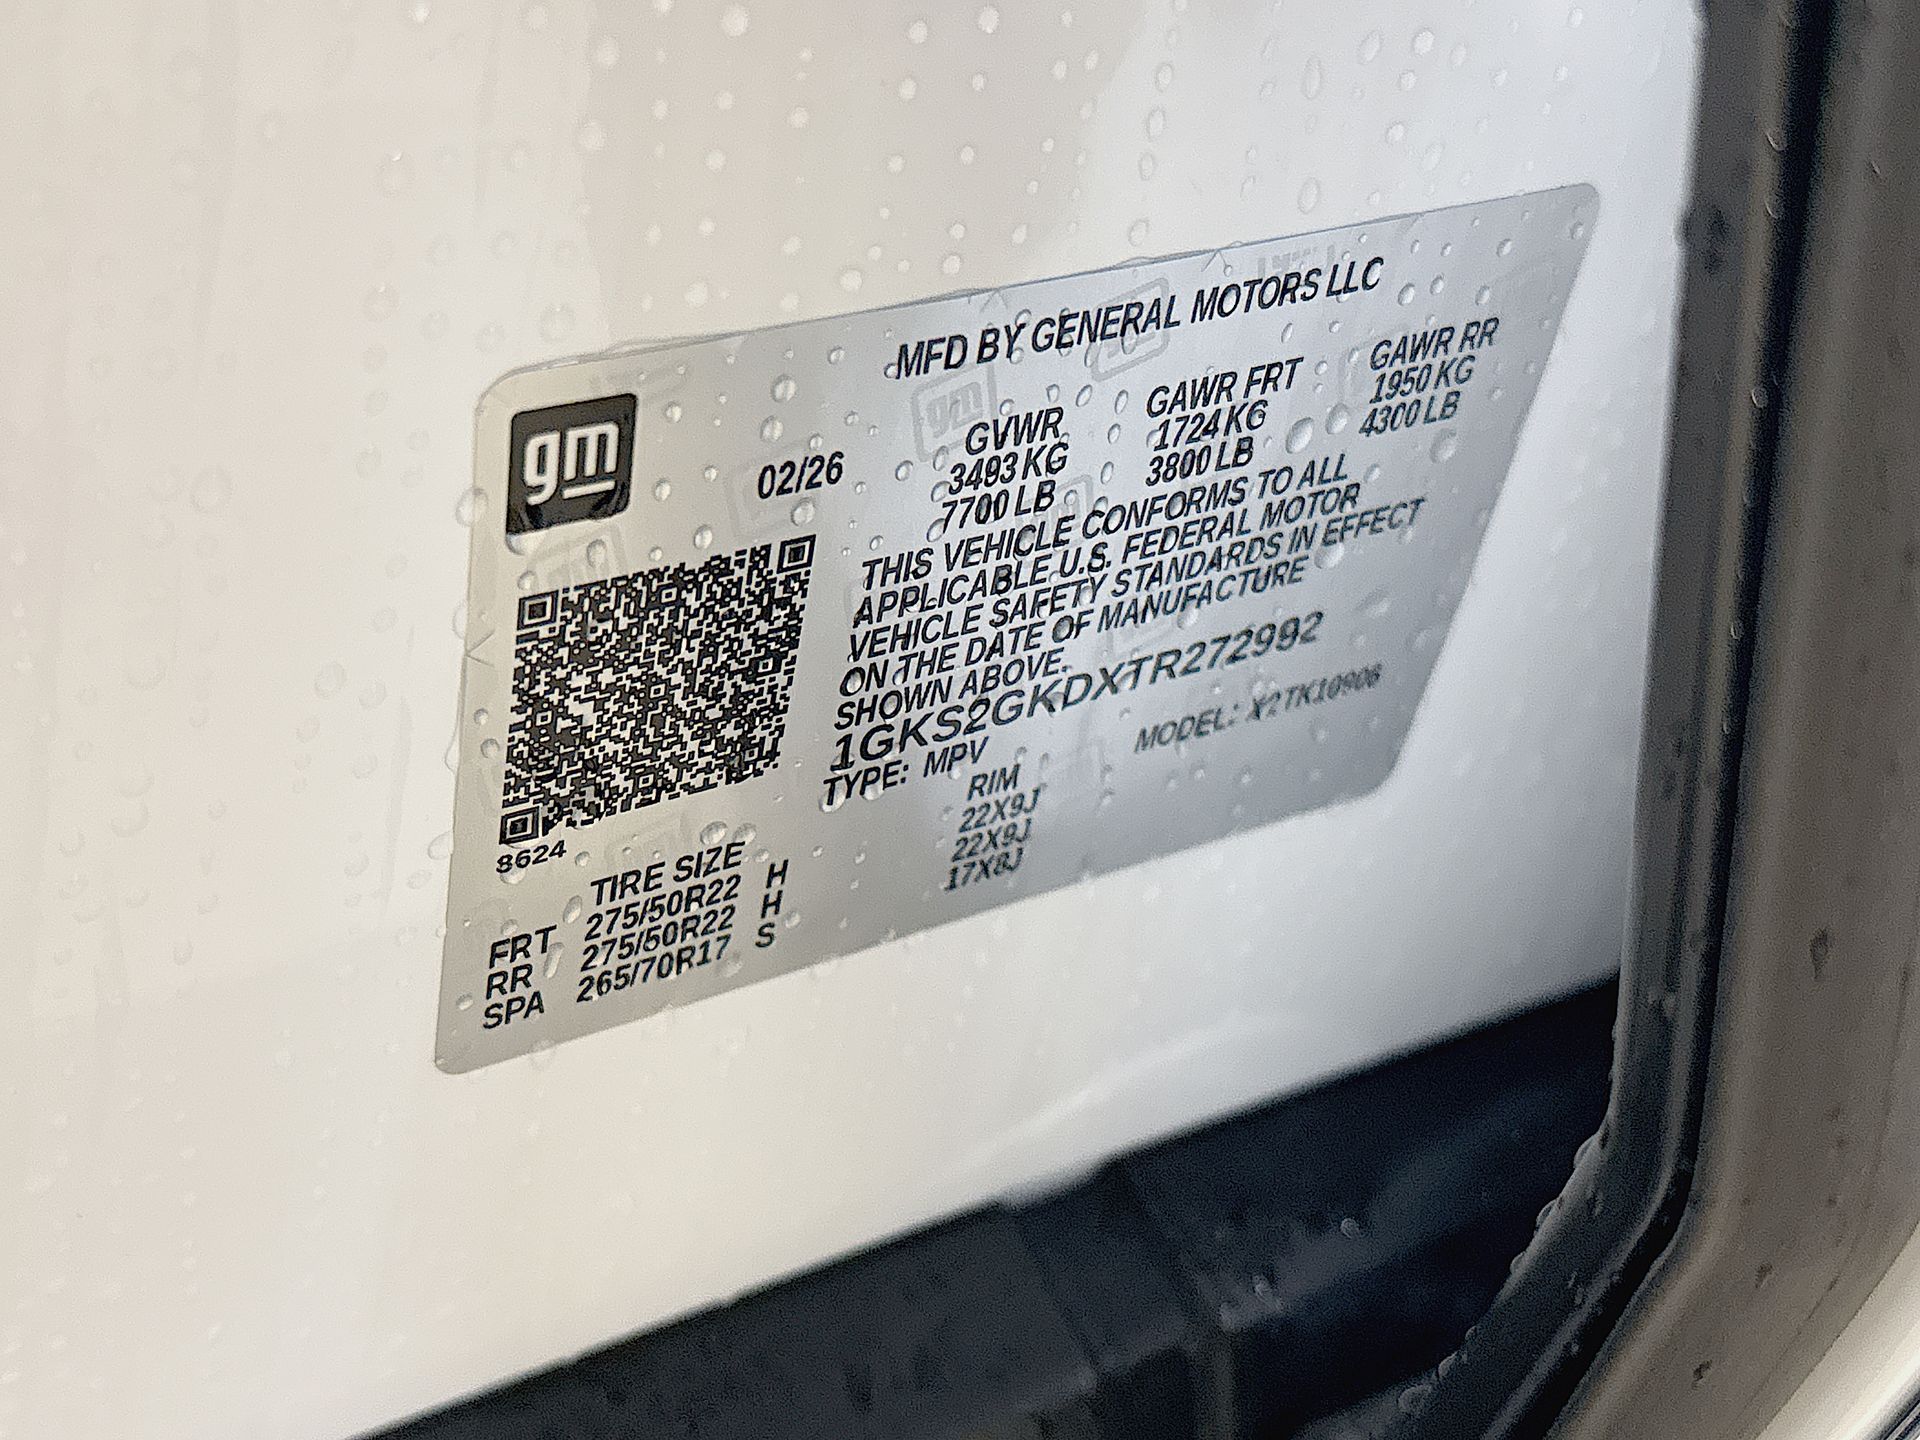 MFD BY GENERAL MOTORS LLC
gm
02/26
GVWR GAWR FRT GAWR RR
3493 KG 1724 KG 1950 KG
7700 LB 3800 LB 4300 LB
THIS VEHICLE CONFORMS TO ALL
APPLICABLE U.S. FEDERAL MOTOR
VEHICLE SAFETY STANDARDS IN EFFECT
ON THE DATE OF MANUFACTURE
SHOWN ABOVE.
1GKS2GKDXTR272992
TYPE: MPV MODEL: X2TK10906
8624
TIRE SIZE RIM
FRT 275/50R22 H 22X9J
RR 275/50R22 H 22X9J
SPA 265/70R17 S 17X8J